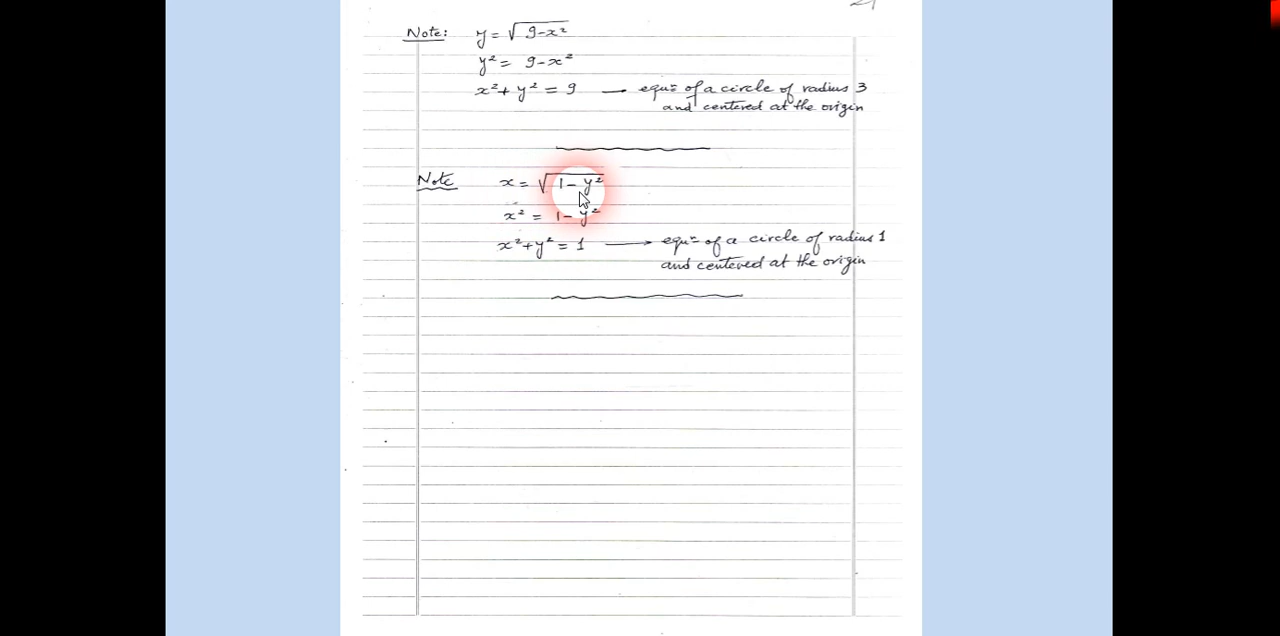 Note: y = √9-x²
y² = 9-x²
x² + y² = 9 → equⁿ of a circle of radius 3
and centered at the origin
Note x = √1-y²
x² = 1-y²
x²+y² = 1 → equⁿ of a circle of radius 1
and centered at the origin